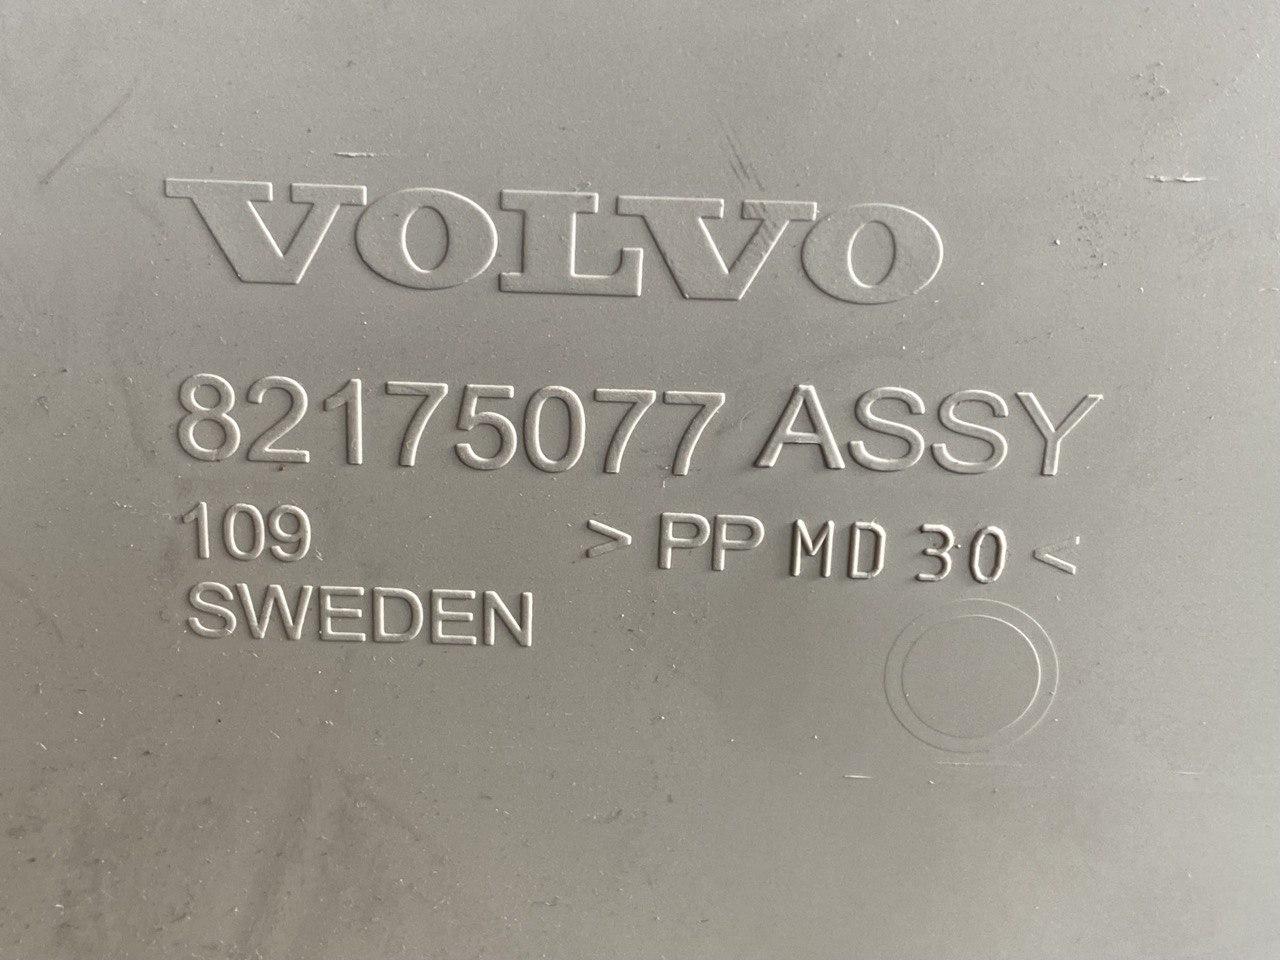 VOLVO
82175077 ASSY
109 > PP MD 30 <
SWEDEN